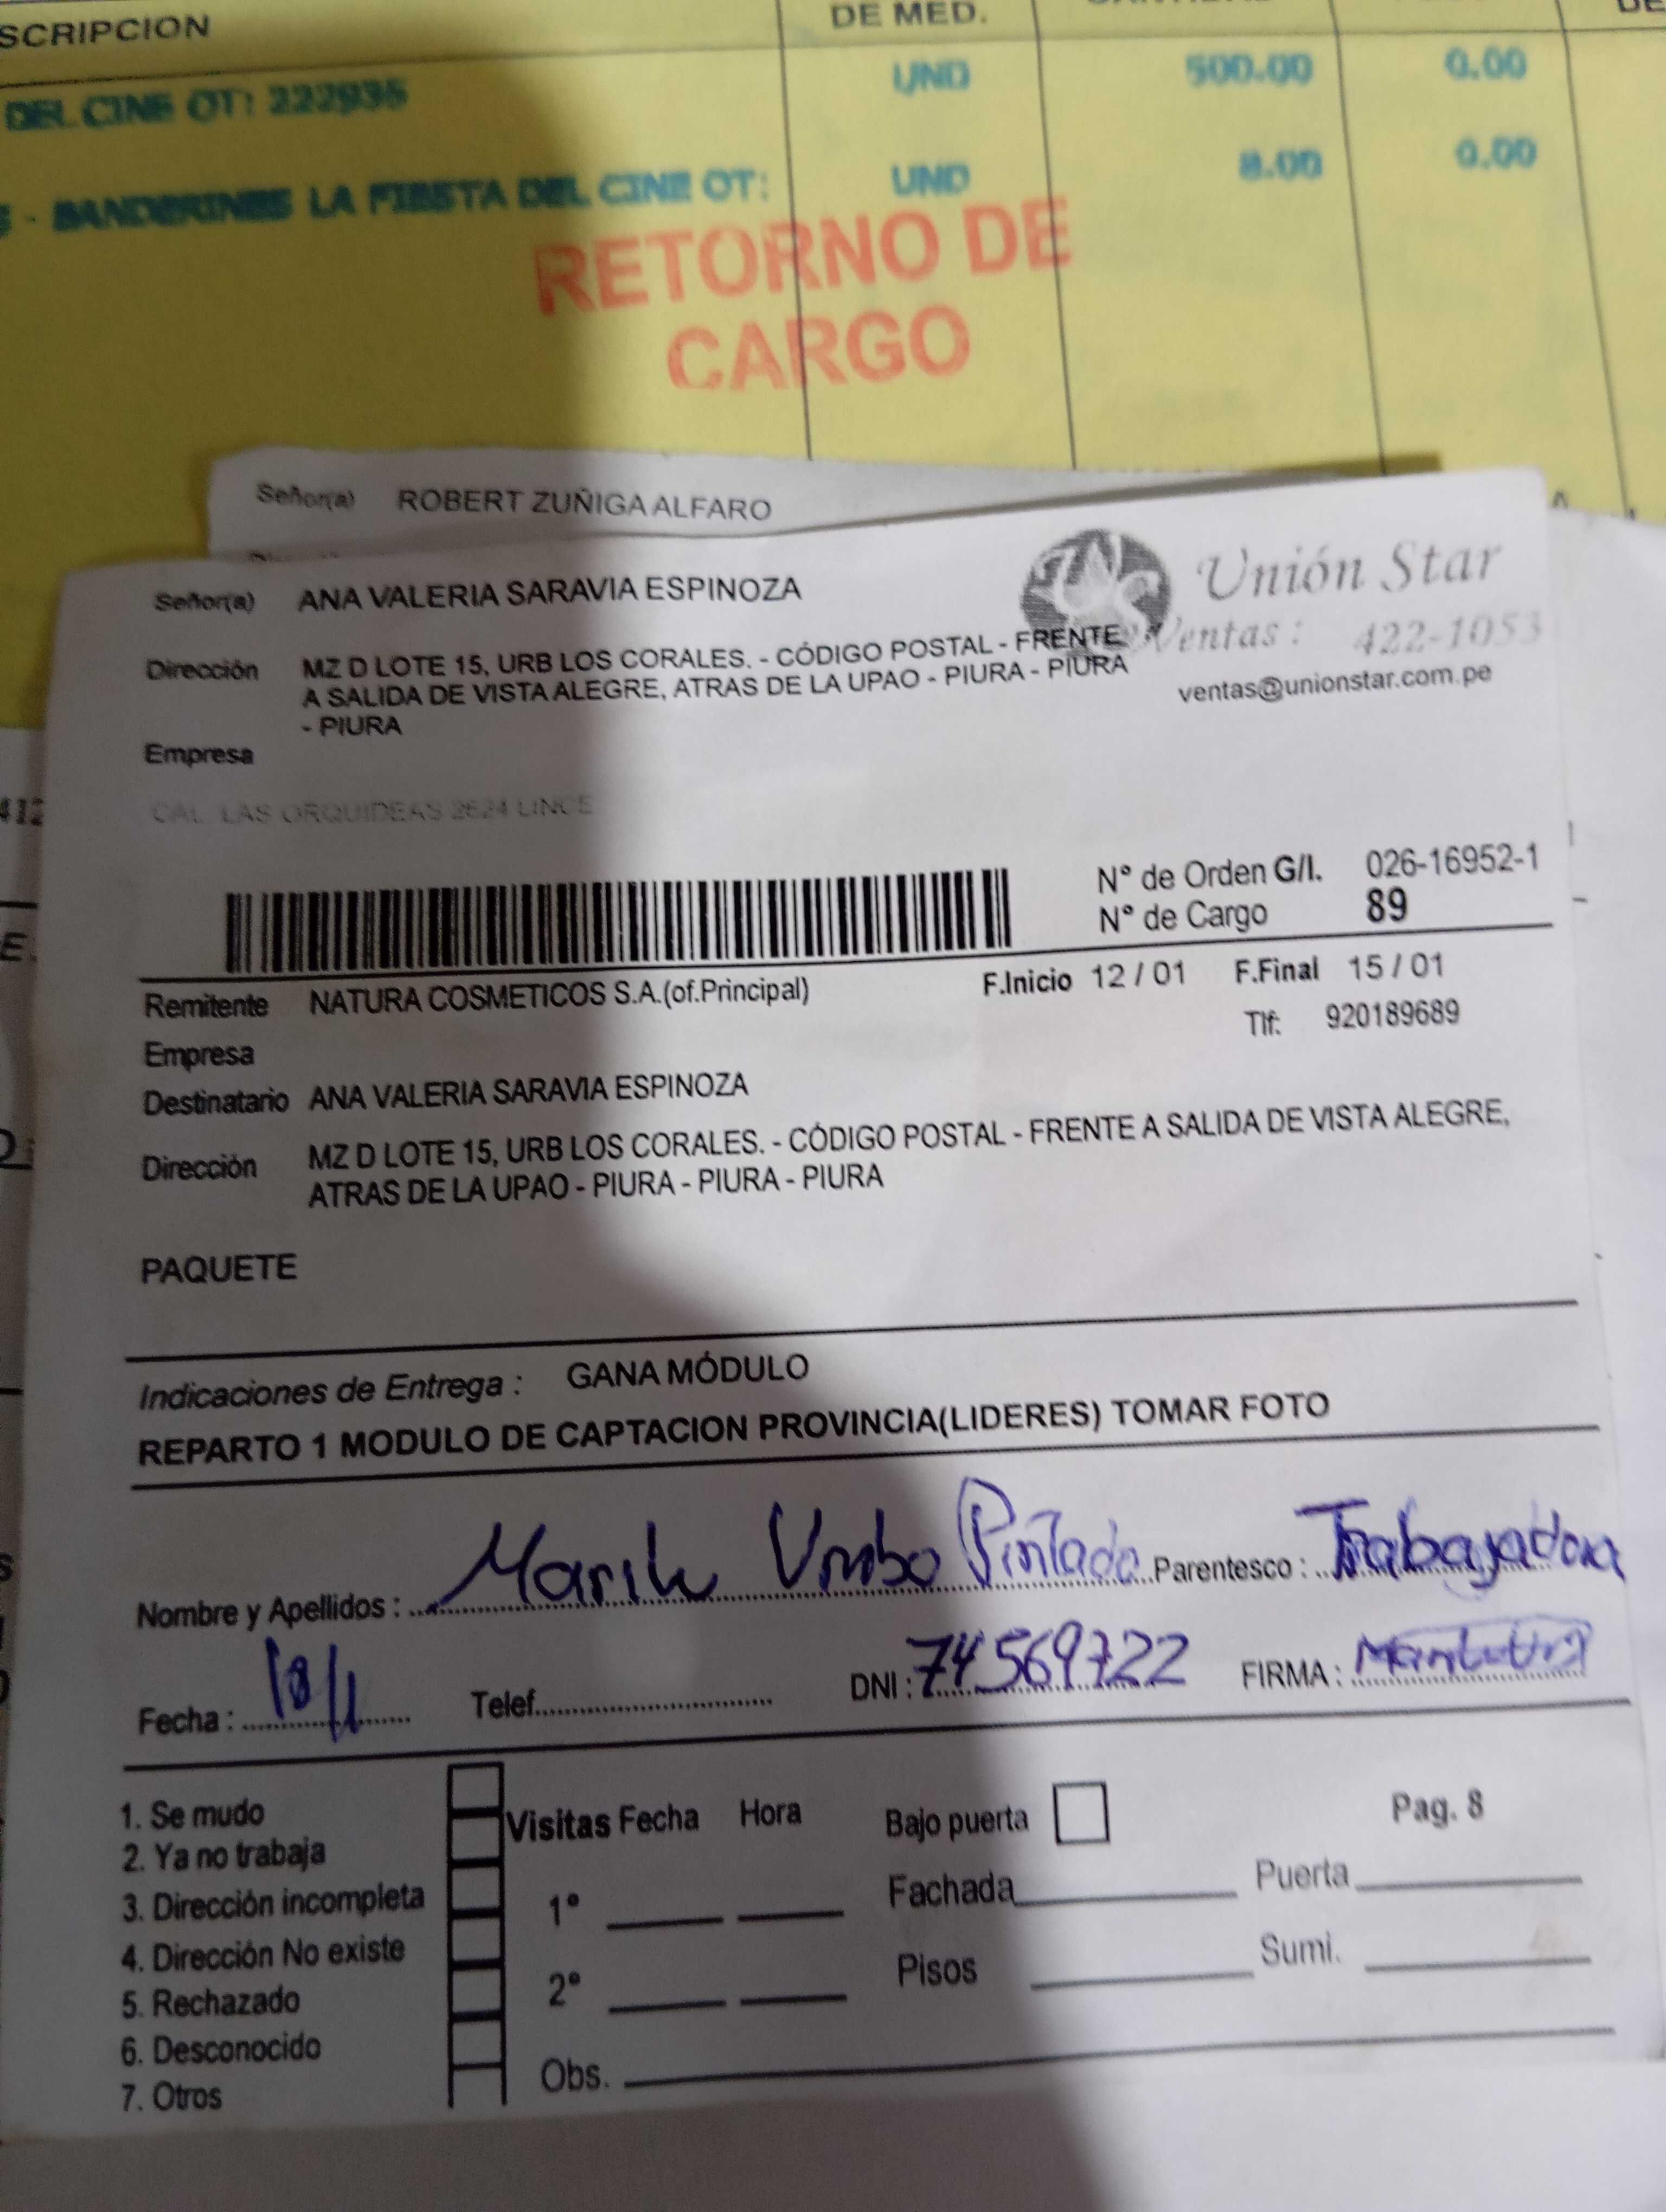 SCRIPCION DE MED.
DEL CINE OT: 222935 UND 500.00 0.00
- BANDERINES LA FIESTA DEL CINE OT: UND 8.00 0.00
RETORNO DE
CARGO
Señor(a) ROBERT ZUÑIGA ALFARO
Señor(a) ANA VALERIA SARAVIA ESPINOZA
Unión Star
Ventas : 422-1053
ventas@unionstar.com.pe
Dirección MZ D LOTE 15, URB LOS CORALES. - CÓDIGO POSTAL - FRENTE
A SALIDA DE VISTA ALEGRE, ATRAS DE LA UPAO - PIURA - PIURA
- PIURA
Empresa
CAL. LAS ORQUIDEAS 2624 LINCE
N° de Orden G/I. 026-16952-1
N° de Cargo 89
Remitente NATURA COSMETICOS S.A.(of.Principal) F.Inicio 12 / 01 F.Final 15 / 01
Tlf: 920189689
Empresa
Destinatario ANA VALERIA SARAVIA ESPINOZA
Dirección MZ D LOTE 15, URB LOS CORALES. - CÓDIGO POSTAL - FRENTE A SALIDA DE VISTA ALEGRE,
ATRAS DE LA UPAO - PIURA - PIURA - PIURA
PAQUETE
Indicaciones de Entrega : GANA MÓDULO
REPARTO 1 MODULO DE CAPTACION PROVINCIA(LIDERES) TOMAR FOTO
Nombre y Apellidos : Pintado Parentesco : Trabajadora
Fecha : 18/1 Telef. DNI : 74569722 FIRMA :
1. Se mudo
2. Ya no trabaja
3. Dirección incompleta
4. Dirección No existe
5. Rechazado
6. Desconocido
7. Otros
Visitas Fecha Hora
1°
2°
Obs.
Bajo puerta Pag. 8
Fachada Puerta
Pisos Sumi.